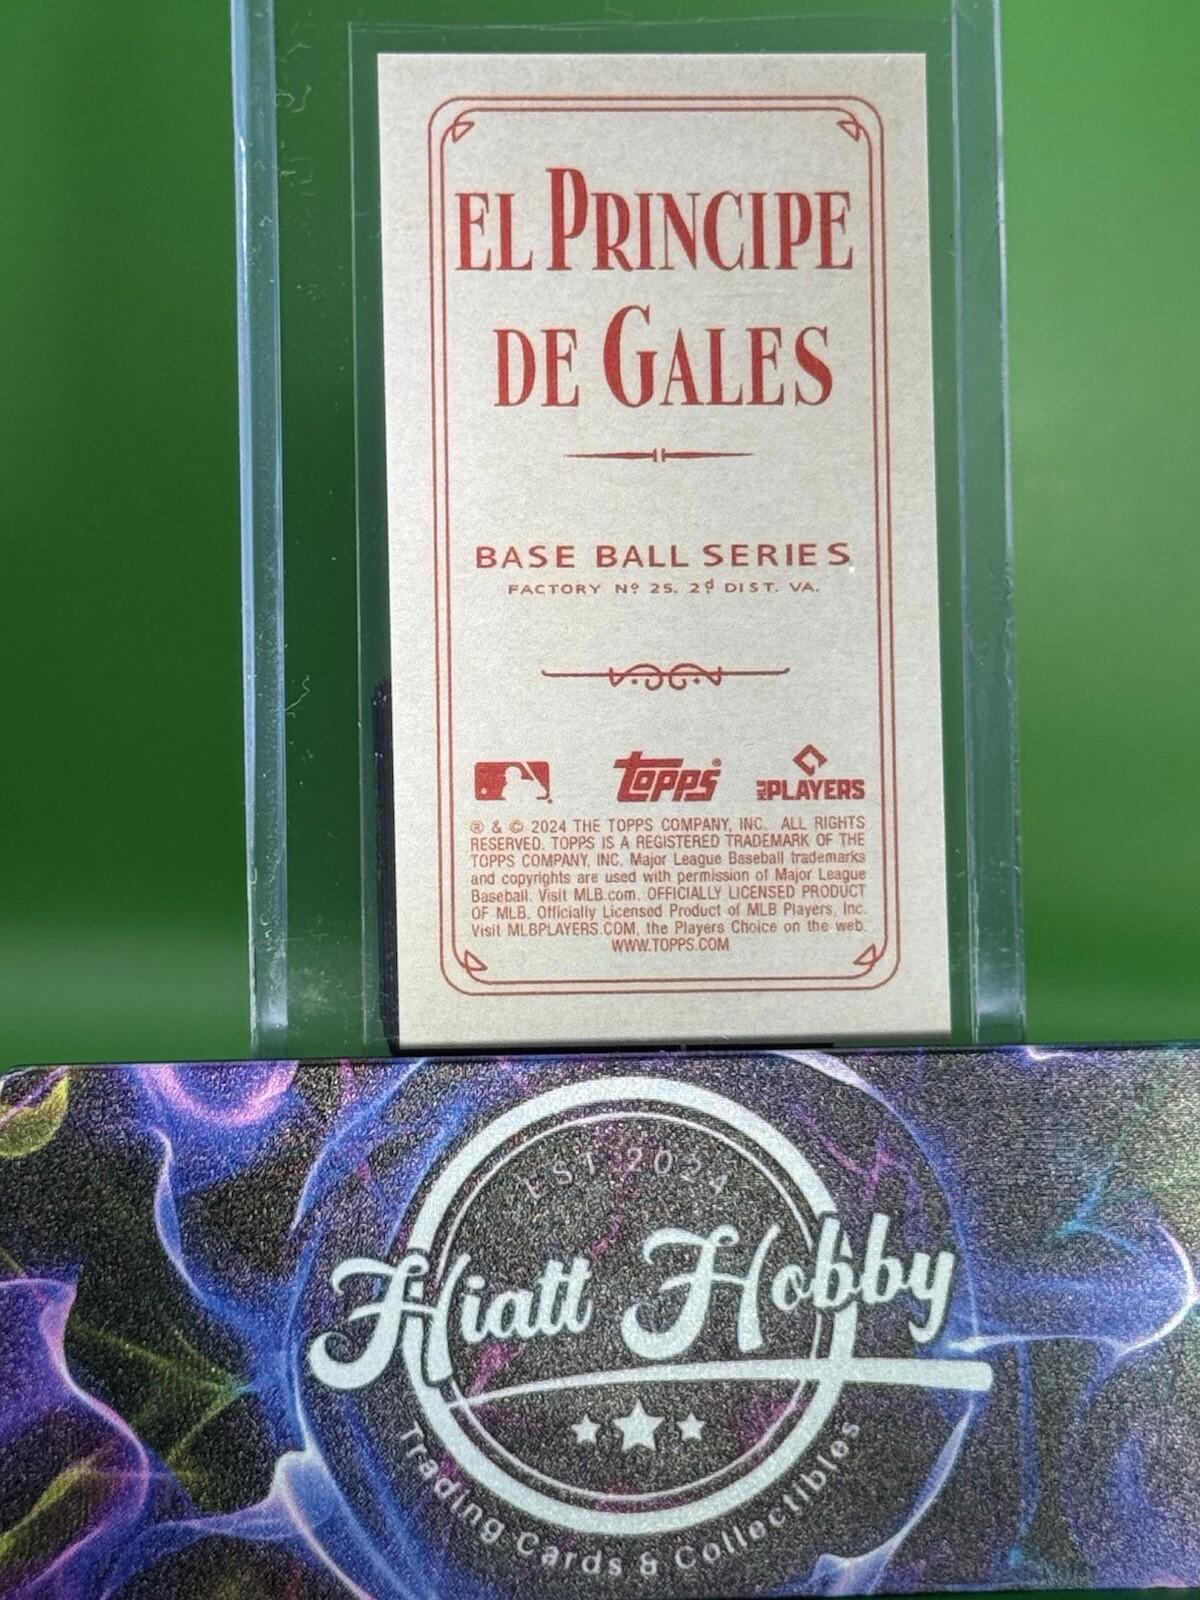 EL PRINCIPE
DE GALES
BASE BALL SERIES
FACTORY Nº 25. 2d DIST. VA.
TOPPS® MLB PLAYERS
® & © 2024 THE TOPPS COMPANY, INC. ALL RIGHTS
RESERVED. TOPPS IS A REGISTERED TRADEMARK OF THE
TOPPS COMPANY, INC. Major League Baseball trademarks
and copyrights are used with permission of Major League
Baseball. Visit MLB.com. OFFICIALLY LICENSED PRODUCT
OF MLB. Officially Licensed Product of MLB Players, Inc.
Visit MLBPLAYERS.COM, the Players Choice on the web.
WWW.TOPPS.COM
EST. 2024
Hiatt Hobby
Trading Cards & Collectibles